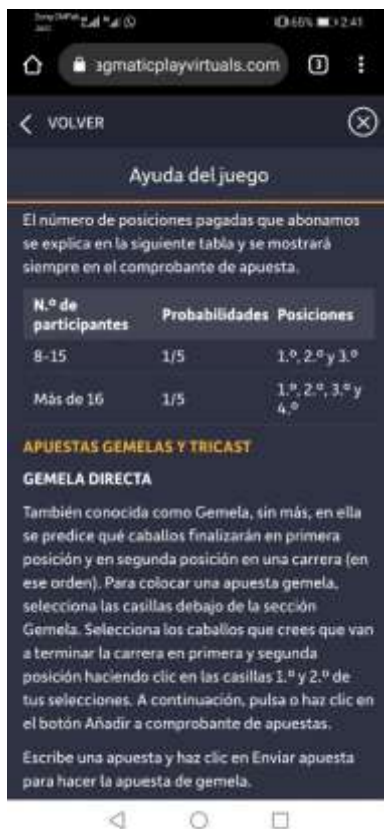 65% 2:41
agmaticplayvirtuals.com 3
VOLVER
Ayuda del juego
El número de posiciones pagadas que abonamos
se explica en la siguiente tabla y se mostrará
siempre en el comprobante de apuesta.
N.º de participantes Probabilidades Posiciones
8-15 1/5 1.º, 2.º y 3.º
Más de 16 1/5 1.º, 2.º, 3.º y 4.º
APUESTAS GEMELAS Y TRICAST
GEMELA DIRECTA
También conocida como Gemela, sin más, en ella
se predice qué caballos finalizarán en primera
posición y en segunda posición en una carrera (en
ese orden). Para colocar una apuesta gemela,
selecciona las casillas debajo de la sección
Gemela. Selecciona los caballos que crees que van
a terminar la carrera en primera y segunda
posición haciendo clic en las casillas 1.º y 2.º de
tus selecciones. A continuación, pulsa o haz clic en
el botón Añadir a comprobante de apuestas.
Escribe una apuesta y haz clic en Enviar apuesta
para hacer la apuesta de gemela.